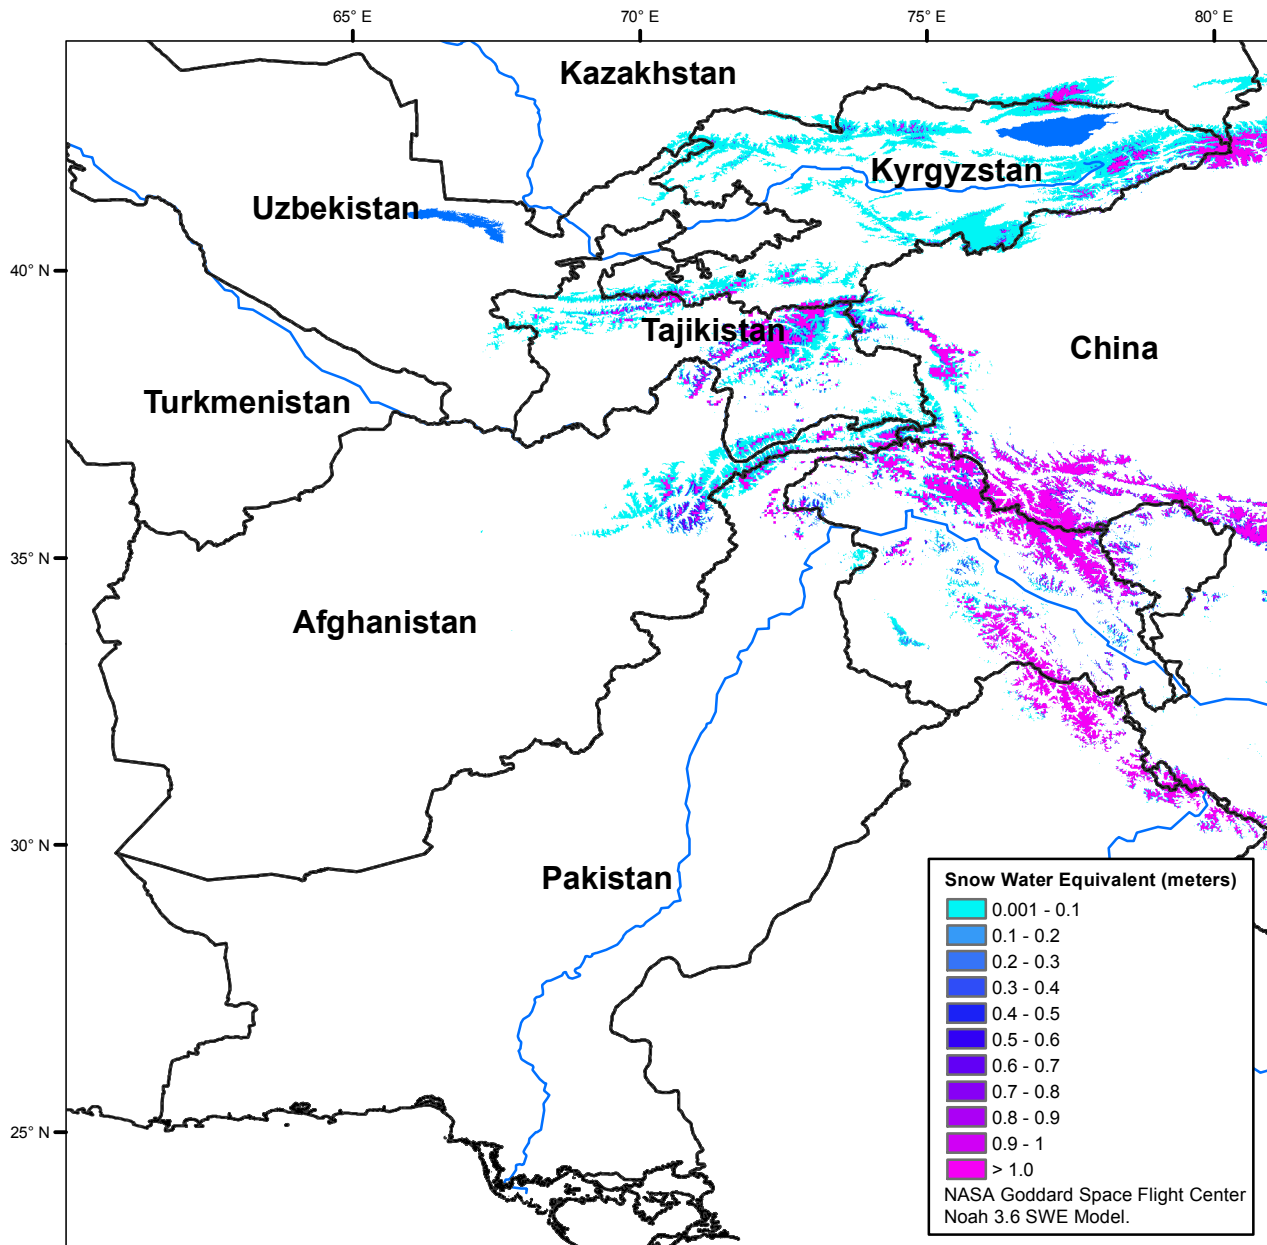 65° E
70° E
75° E
80° E
Kazakhstan
Kyrgyzstan
Uzbekistan
40° N
Tajikistan
China
Turkmenistan
35° N
Afghanistan
30° N
Pakistan
25° N
Snow Water Equivalent (meters)
0.001 - 0.1
0.1 - 0.2
0.2 - 0.3
0.3 - 0.4
0.4 - 0.5
0.5 - 0.6
0.6 - 0.7
0.7 - 0.8
0.8 - 0.9
0.9 - 1
> 1.0
NASA Goddard Space Flight Center
Noah 3.6 SWE Model.